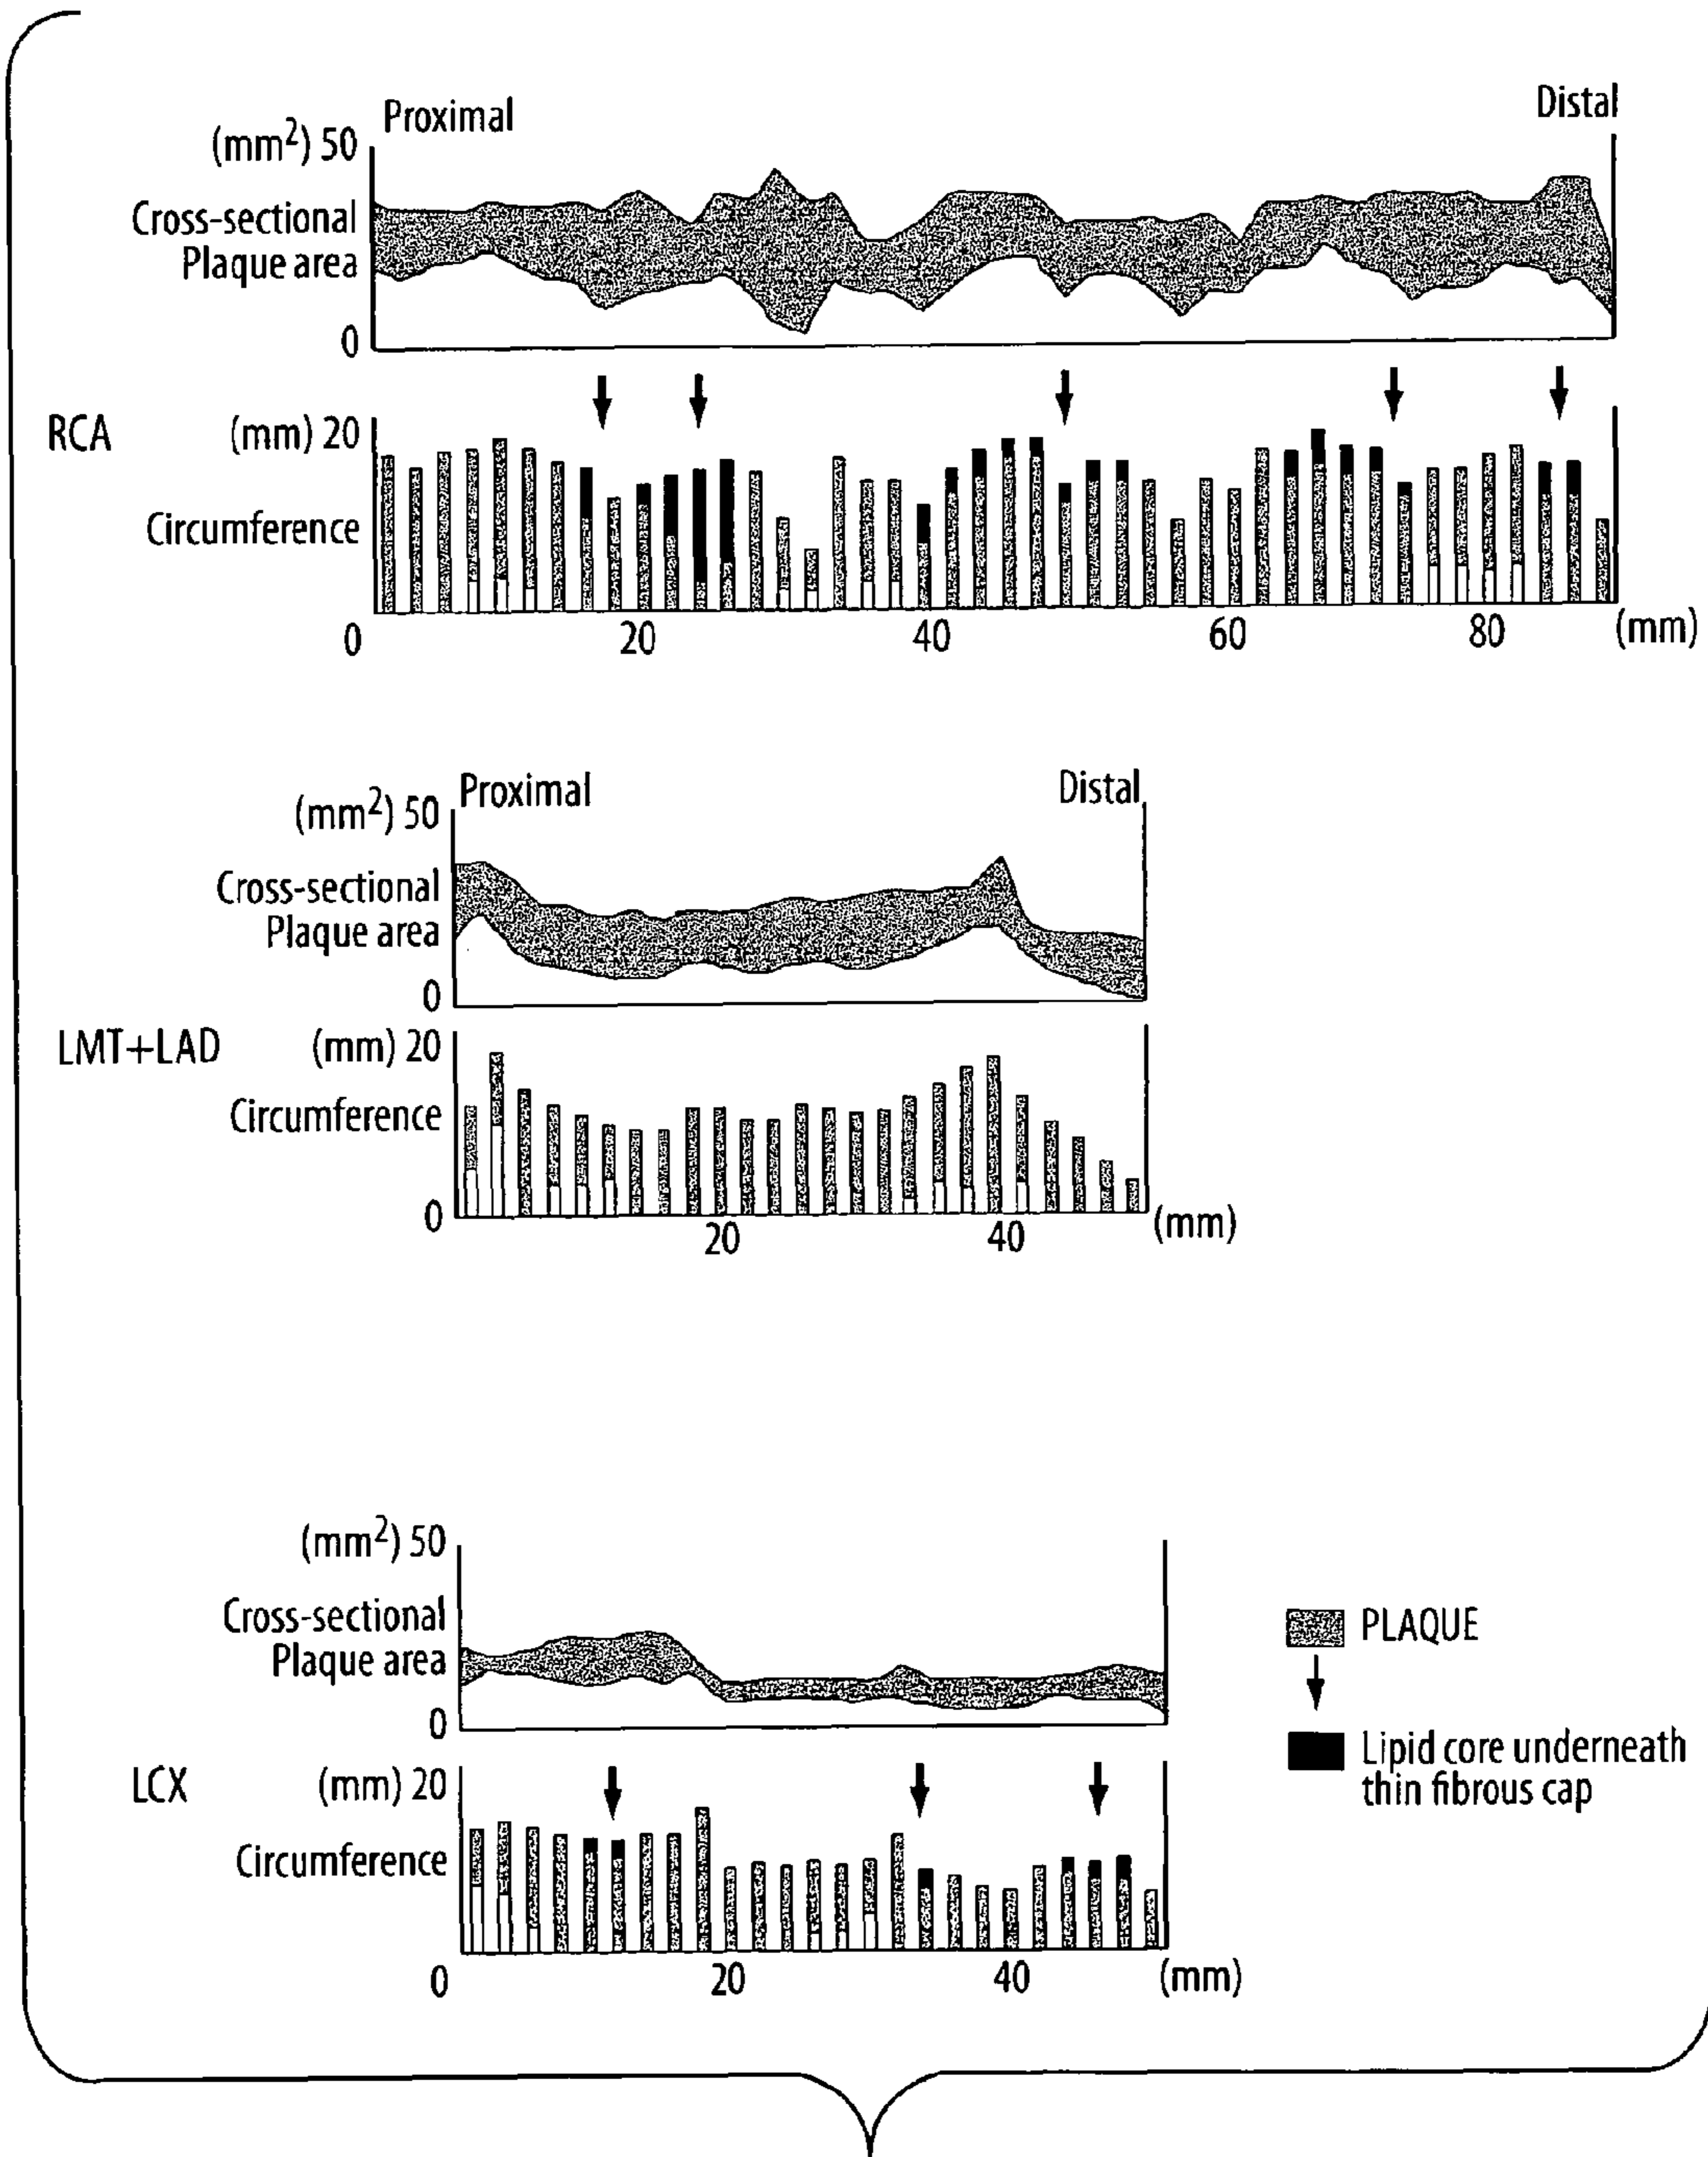 Proximal
Distal
(mm²) 50
Cross-sectional
Plaque area
0
RCA
(mm) 20
Circumference
0
20
40
60
80
(mm)
Proximal
Distal
(mm²) 50
Cross-sectional
Plaque area
0
LMT+LAD
(mm) 20
Circumference
0
20
40
(mm)
(mm²) 50
Cross-sectional
Plaque area
0
PLAQUE
Lipid core underneath
thin fibrous cap
LCX
(mm) 20
Circumference
0
20
40
(mm)